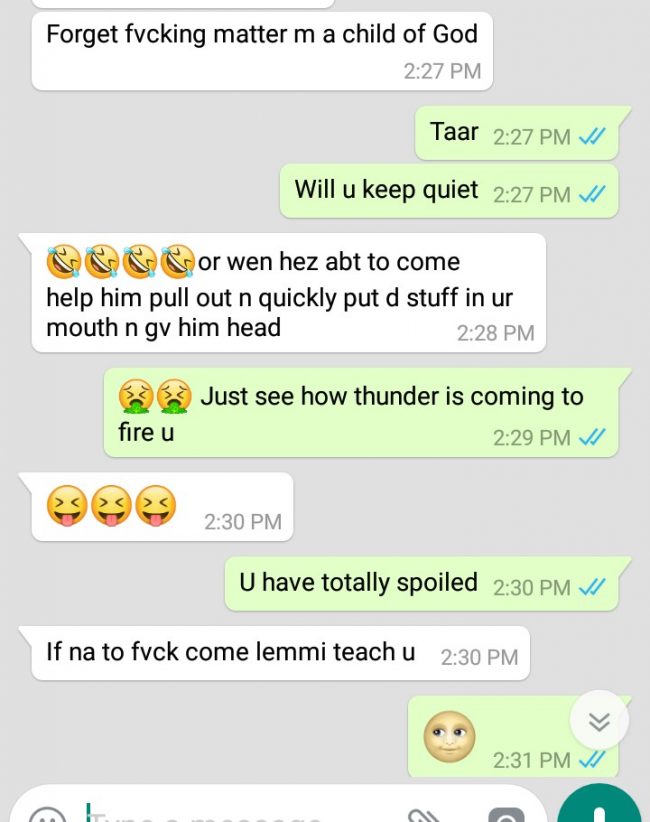 Forget fvcking matter m a child of God
2:27 PM
Taar 2:27 PM
Will u keep quiet 2:27 PM
🤣🤣🤣🤣or wen hez abt to come
help him pull out n quickly put d stuff in ur
mouth n gv him head 2:28 PM
🤮🤮 Just see how thunder is coming to
fire u 2:29 PM
😝😝😝 2:30 PM
U have totally spoiled 2:30 PM
If na to fvck come lemmi teach u 2:30 PM
🌝 2:31 PM
Type a message